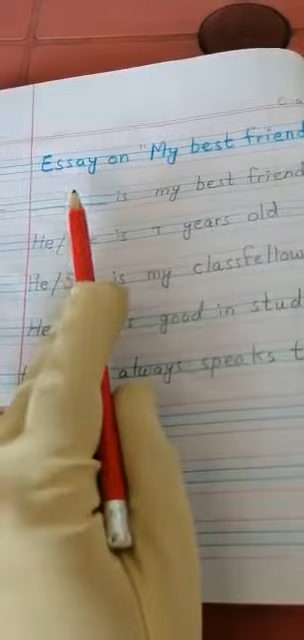 Essay on "My best friend
is my best friend
He/ is 7 years old
He/S is my classfellow
He good in stud
always speaks t